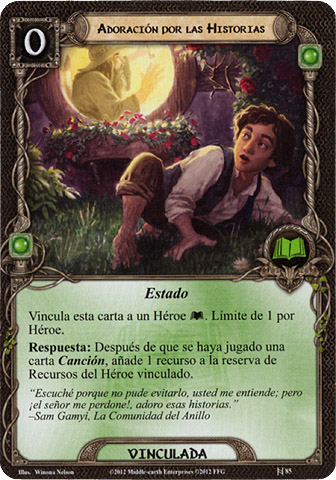 0
Adoración por las Historias
Estado
Vincula esta carta a un Héroe. Límite de 1 por
Héroe.
Respuesta: Después de que se haya jugado una
carta Canción, añade 1 recurso a la reserva de
Recursos del Héroe vinculado.
“Escuché porque no pude evitarlo, usted me entiende; pero
¡el señor me perdone!, adoro esas historias.”
–Sam Gamyi, La Comunidad del Anillo
VINCULADA
Illus. Winona Nelson
©2012 Middle-earth Enterprises ©2012 FFG
85